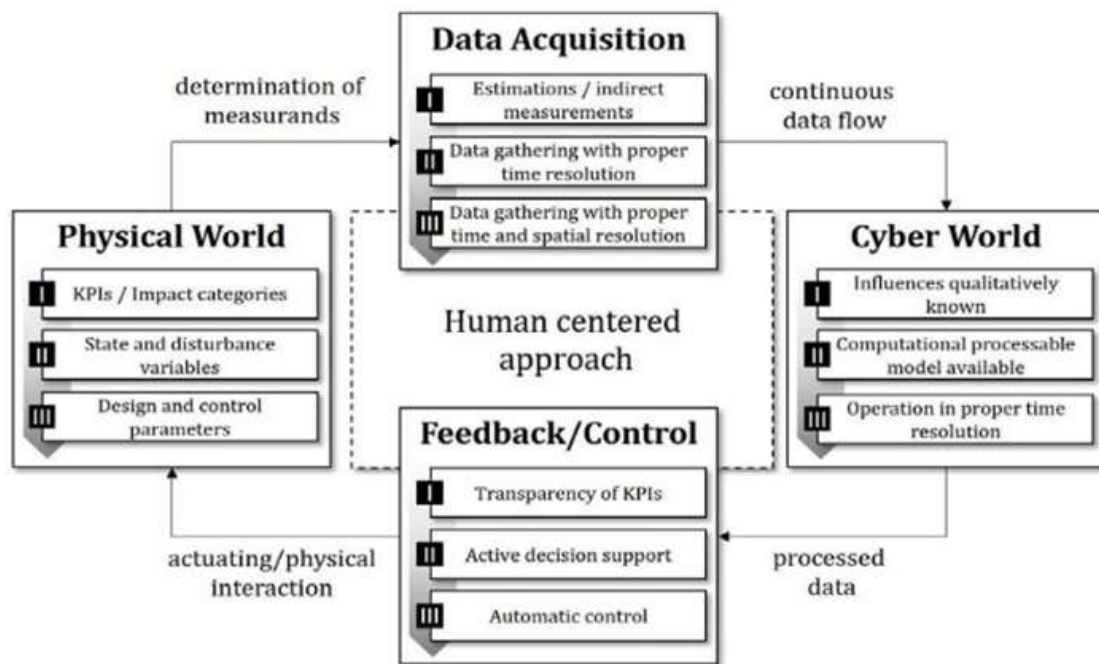 Data Acquisition
I
Estimations / indirect
measurements
II
Data gathering with proper
time resolution
III
Data gathering with proper
time and spatial resolution
determination of
measurands
continuous
data flow
Physical World
I
KPIs / Impact categories
II
State and disturbance
variables
III
Design and control
parameters
Human centered
approach
Cyber World
I
Influences qualitatively
known
II
Computational processable
model available
III
Operation in proper time
resolution
Feedback/Control
I
Transparency of KPIs
II
Active decision support
III
Automatic control
actuating/physical
interaction
processed
data